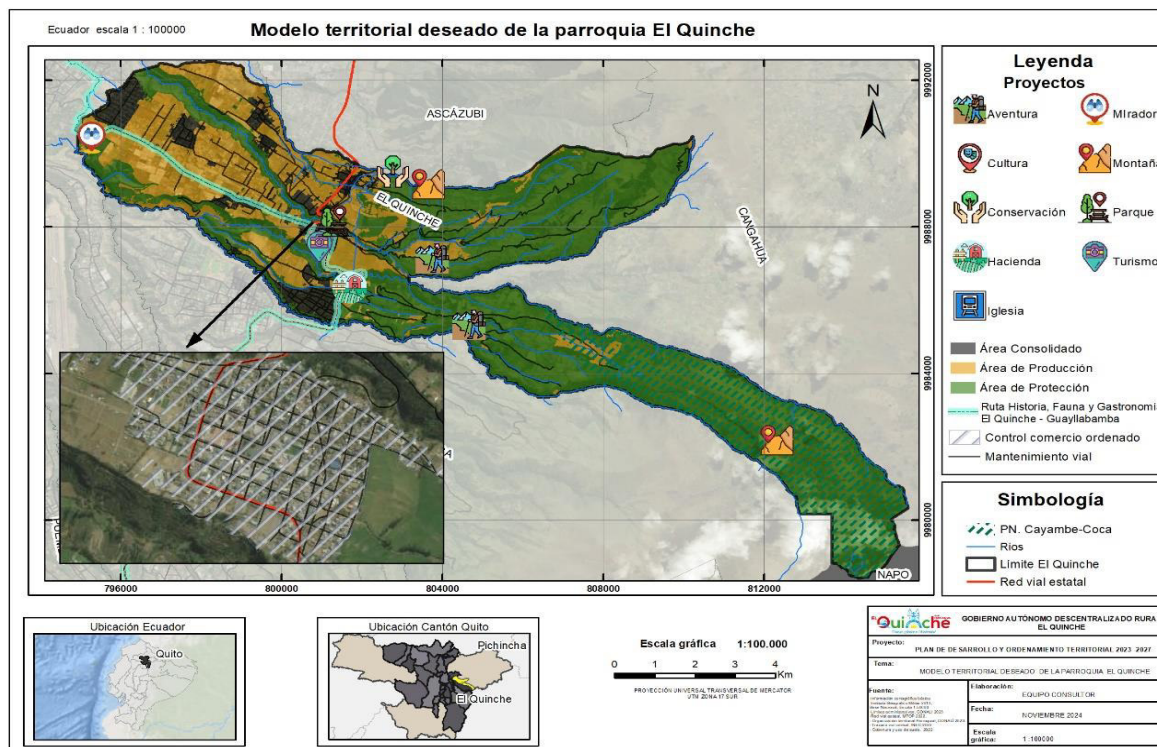 Ecuador escala 1 : 100000
Modelo territorial deseado de la parroquia El Quinche
ASCÁZUBI
EL QUINCHE
CANGAHUA
NAPO
9992000
9988000
9984000
9980000
796000
800000
804000
808000
812000
N
Leyenda
Proyectos
Aventura
MIrador
Cultura
Montaña
Conservación
Parque
Hacienda
Turismo
Iglesia
Área Consolidado
Área de Producción
Área de Protección
Ruta Historia, Fauna y Gastronomia
El Quinche - Guayllabamba
Control comercio ordenado
Mantenimiento vial
Simbología
PN. Cayambe-Coca
Rios
Límite El Quinche
Red vial estatal
Ubicación Ecuador
Quito
Ubicación Cantón Quito
Pichincha
El Quinche
Escala gráfica 1:100.000
0 1 2 3 4
Km
PROYECCIÓN UNIVERSAL TRANSVERSAL DE MERCATOR
UTM ZONA 17 SUR
El Quinche
GOBIERNO AUTÓNOMO DESCENTRALIZADO RURAL
EL QUINCHE
Proyecto:
PLAN DE DESARROLLO Y ORDENAMIENTO TERRITORIAL 2023 2027
Tema:
MODELO TERRITORIAL DESEADO DE LA PARROQUIA EL QUINCHE
Fuente:
Elaboración:
EQUIPO CONSULTOR
Fecha:
NOVIEMBRE 2024
Escala
gráfica:
1 :100000